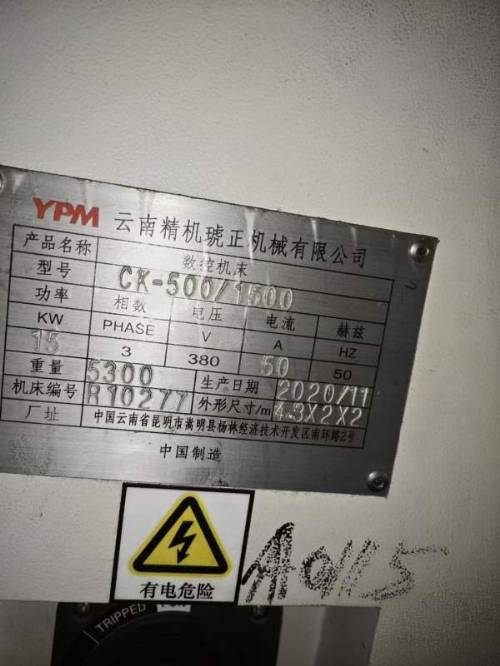 YPM 云南精机琥正机械有限公司
产品名称 数控机床
型号 CK-500/1500
功率 相数 电压 电流 赫兹
KW PHASE V A HZ
15 3 380 50 50
重量 5300 生产日期 2020/11
机床编号 R10277 外形尺寸/m 4.3X2X2
厂址 中国云南省昆明市嵩明县杨林经济技术开发区南环路2号
中国制造
有电危险
TRIPPED